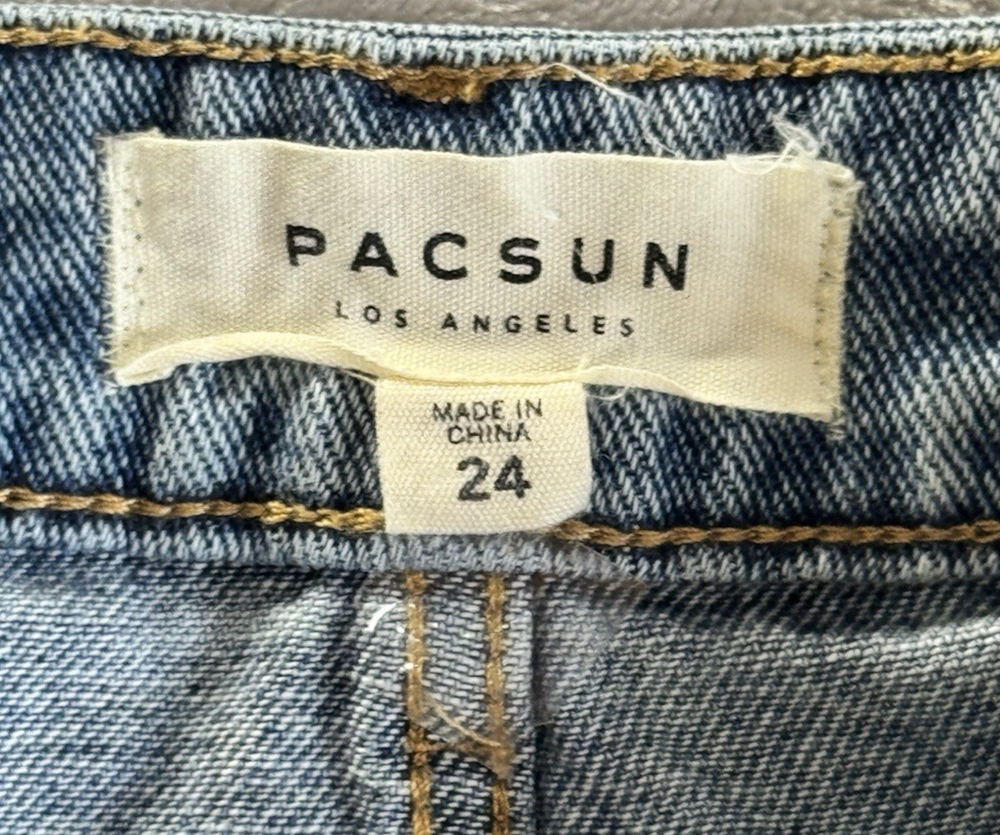 PACSUN
LOS ANGELES
MADE IN
CHINA
24